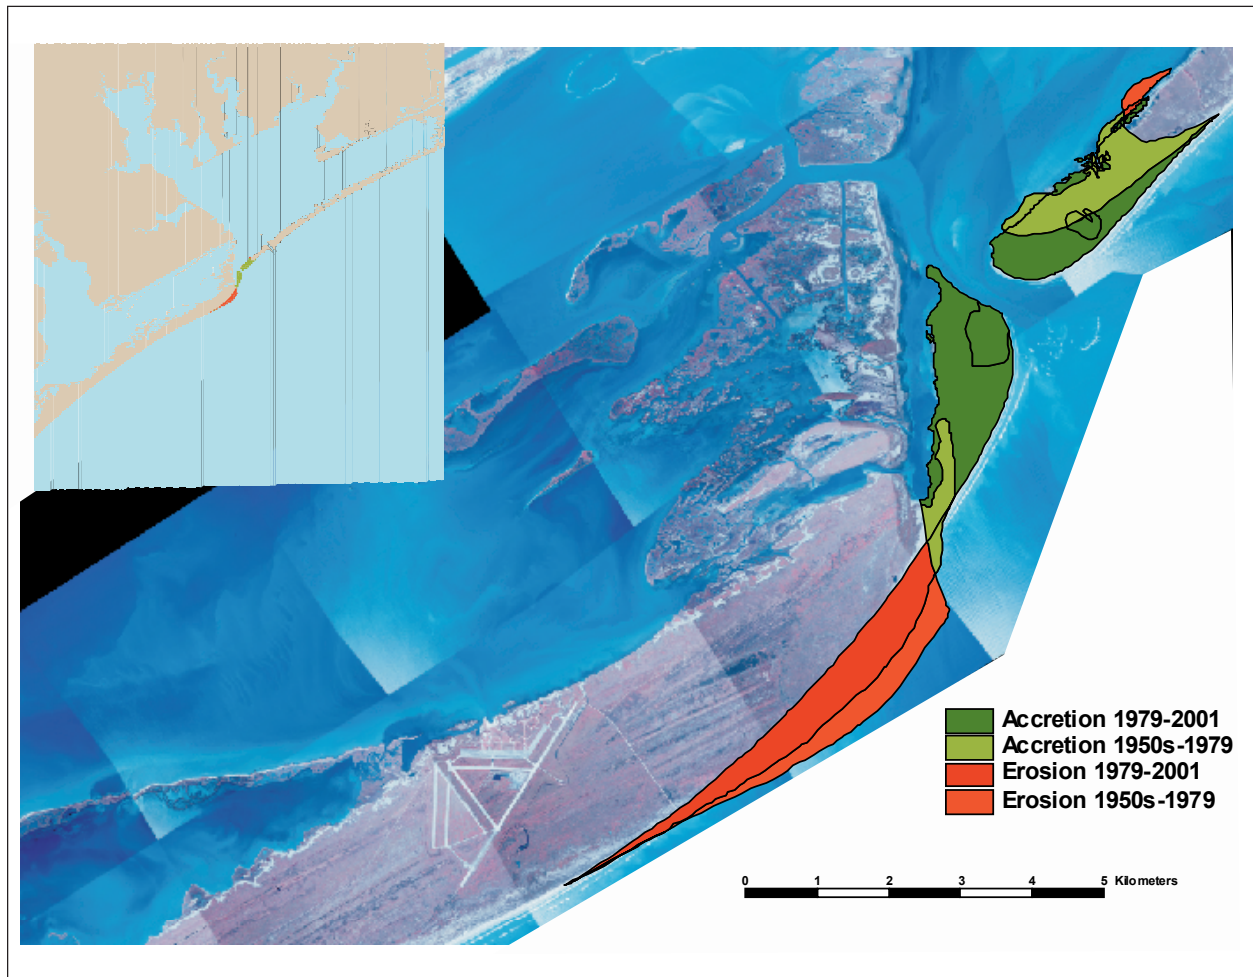 Accretion 1979-2001
Accretion 1950s-1979
Erosion 1979-2001
Erosion 1950s-1979
0 1 2 3 4 5 Kilometers